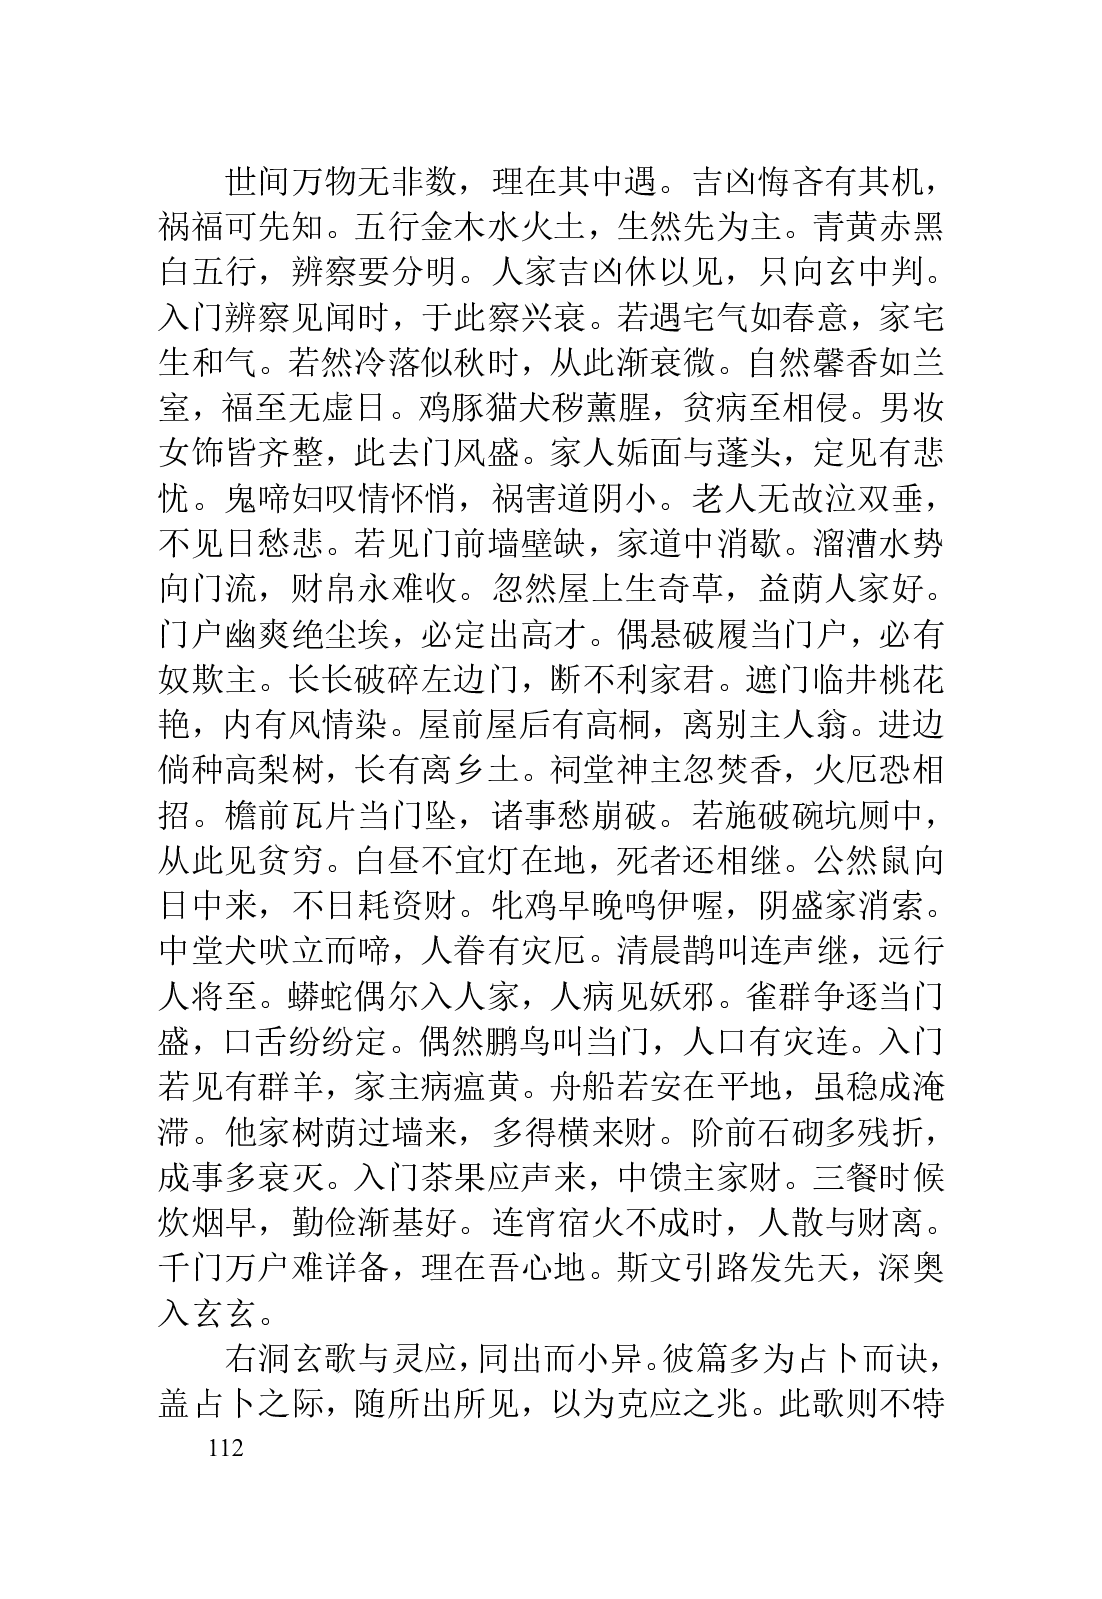 世间万物无非数，理在其中遇。吉凶悔吝有其机，
祸福可先知。五行金木水火土，生然先为主。青黄赤黑
白五行，辨察要分明。人家吉凶休以见，只向玄中判。
入门辨察见闻时，于此察兴衰。若遇宅气如春意，家宅
生和气。若然冷落似秋时，从此渐衰微。自然馨香如兰
室，福至无虚日。鸡豚猫犬秽薰腥，贫病至相侵。男妆
女饰皆齐整，此去门风盛。家人垢面与蓬头，定见有悲
忧。鬼啼妇叹情怀悄，祸害道阴小。老人无故泣双垂，
不见日愁悲。若见门前墙壁缺，家道中消歇。溜漕水势
向门流，财帛永难收。忽然屋上生奇草，益荫人家好。
门户幽爽绝尘埃，必定出高才。偶悬破履当门户，必有
奴欺主。长长破碎左边门，断不利家君。遮门临井桃花
艳，内有风情染。屋前屋后有高桐，离别主人翁。进边
倘种高梨树，长有离乡土。祠堂神主忽焚香，火厄恐相
招。檐前瓦片当门坠，诸事愁崩破。若施破碗坑厕中，
从此见贫穷。白昼不宜灯在地，死者还相继。公然鼠向
日中来，不日耗资财。牝鸡早晚鸣伊喔，阴盛家消索。
中堂犬吠立而啼，人眷有灾厄。清晨鹊叫连声继，远行
人将至。蟒蛇偶尔入人家，人病见妖邪。雀群争逐当门
盛，口舌纷纷定。偶然鹏鸟叫当门，人口有灾连。入门
若见有群羊，家主病瘟黄。舟船若安在平地，虽稳成淹
滞。他家树荫过墙来，多得横来财。阶前石砌多残折，
成事多衰灭。入门茶果应声来，中馈主家财。三餐时候
炊烟早，勤俭渐基好。连宵宿火不成时，人散与财离。
千门万户难详备，理在吾心地。斯文引路发先天，深奥
入玄玄。
右洞玄歌与灵应，同出而小异。彼篇多为占卜而诀，
盖占卜之际，随所出所见，以为克应之兆。此歌则不特
112